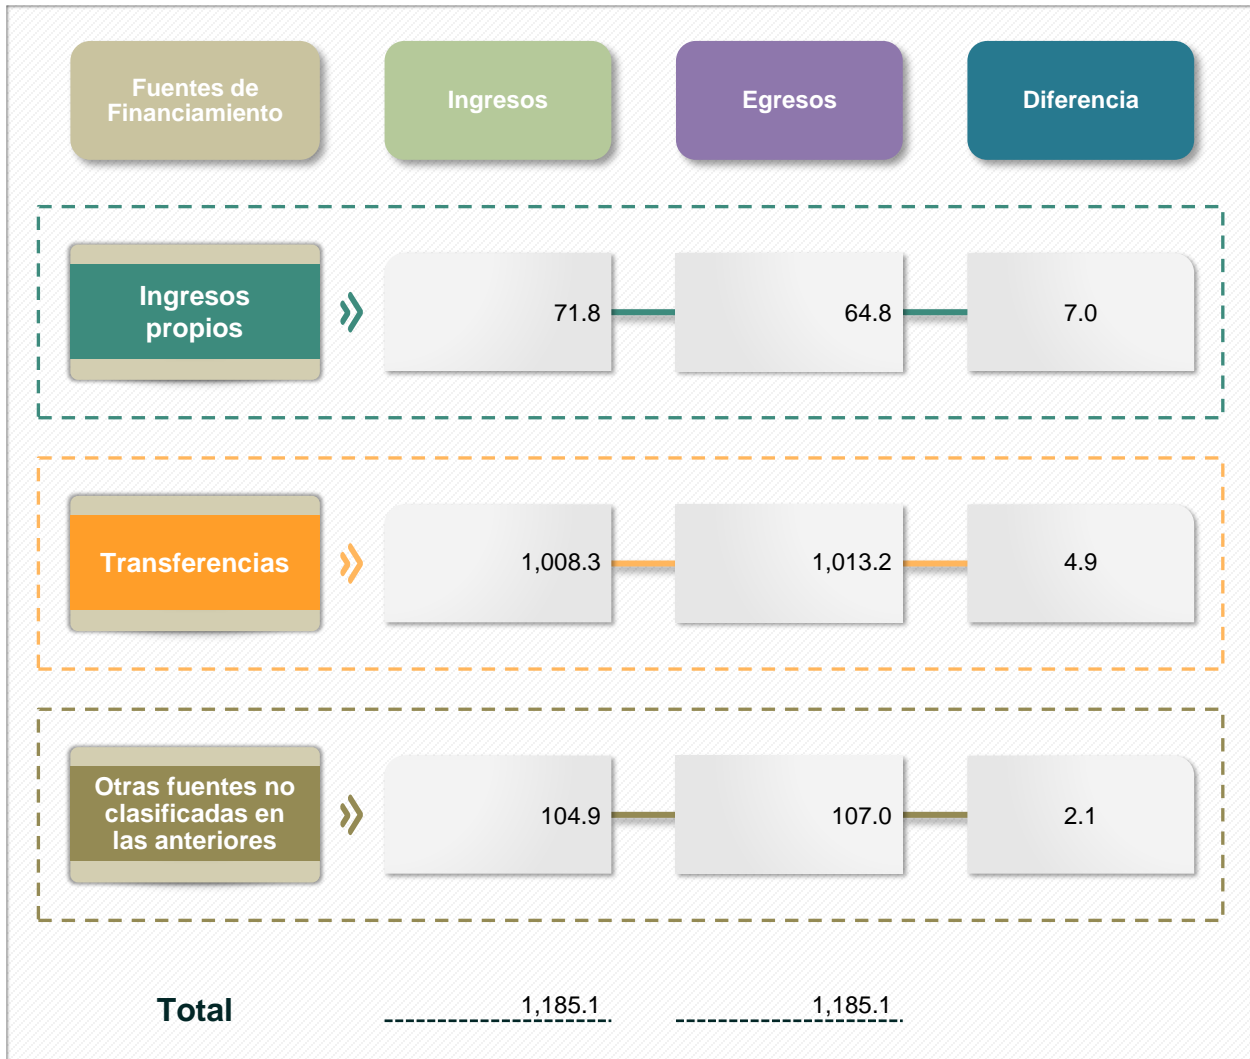 Fuentes de
Financiamiento
Ingresos
Egresos
Diferencia
Ingresos
propios
71.8
64.8
7.0
Transferencias
1,008.3
1,013.2
4.9
Otras fuentes no
clasificadas en
las anteriores
104.9
107.0
2.1
Total
1,185.1
1,185.1